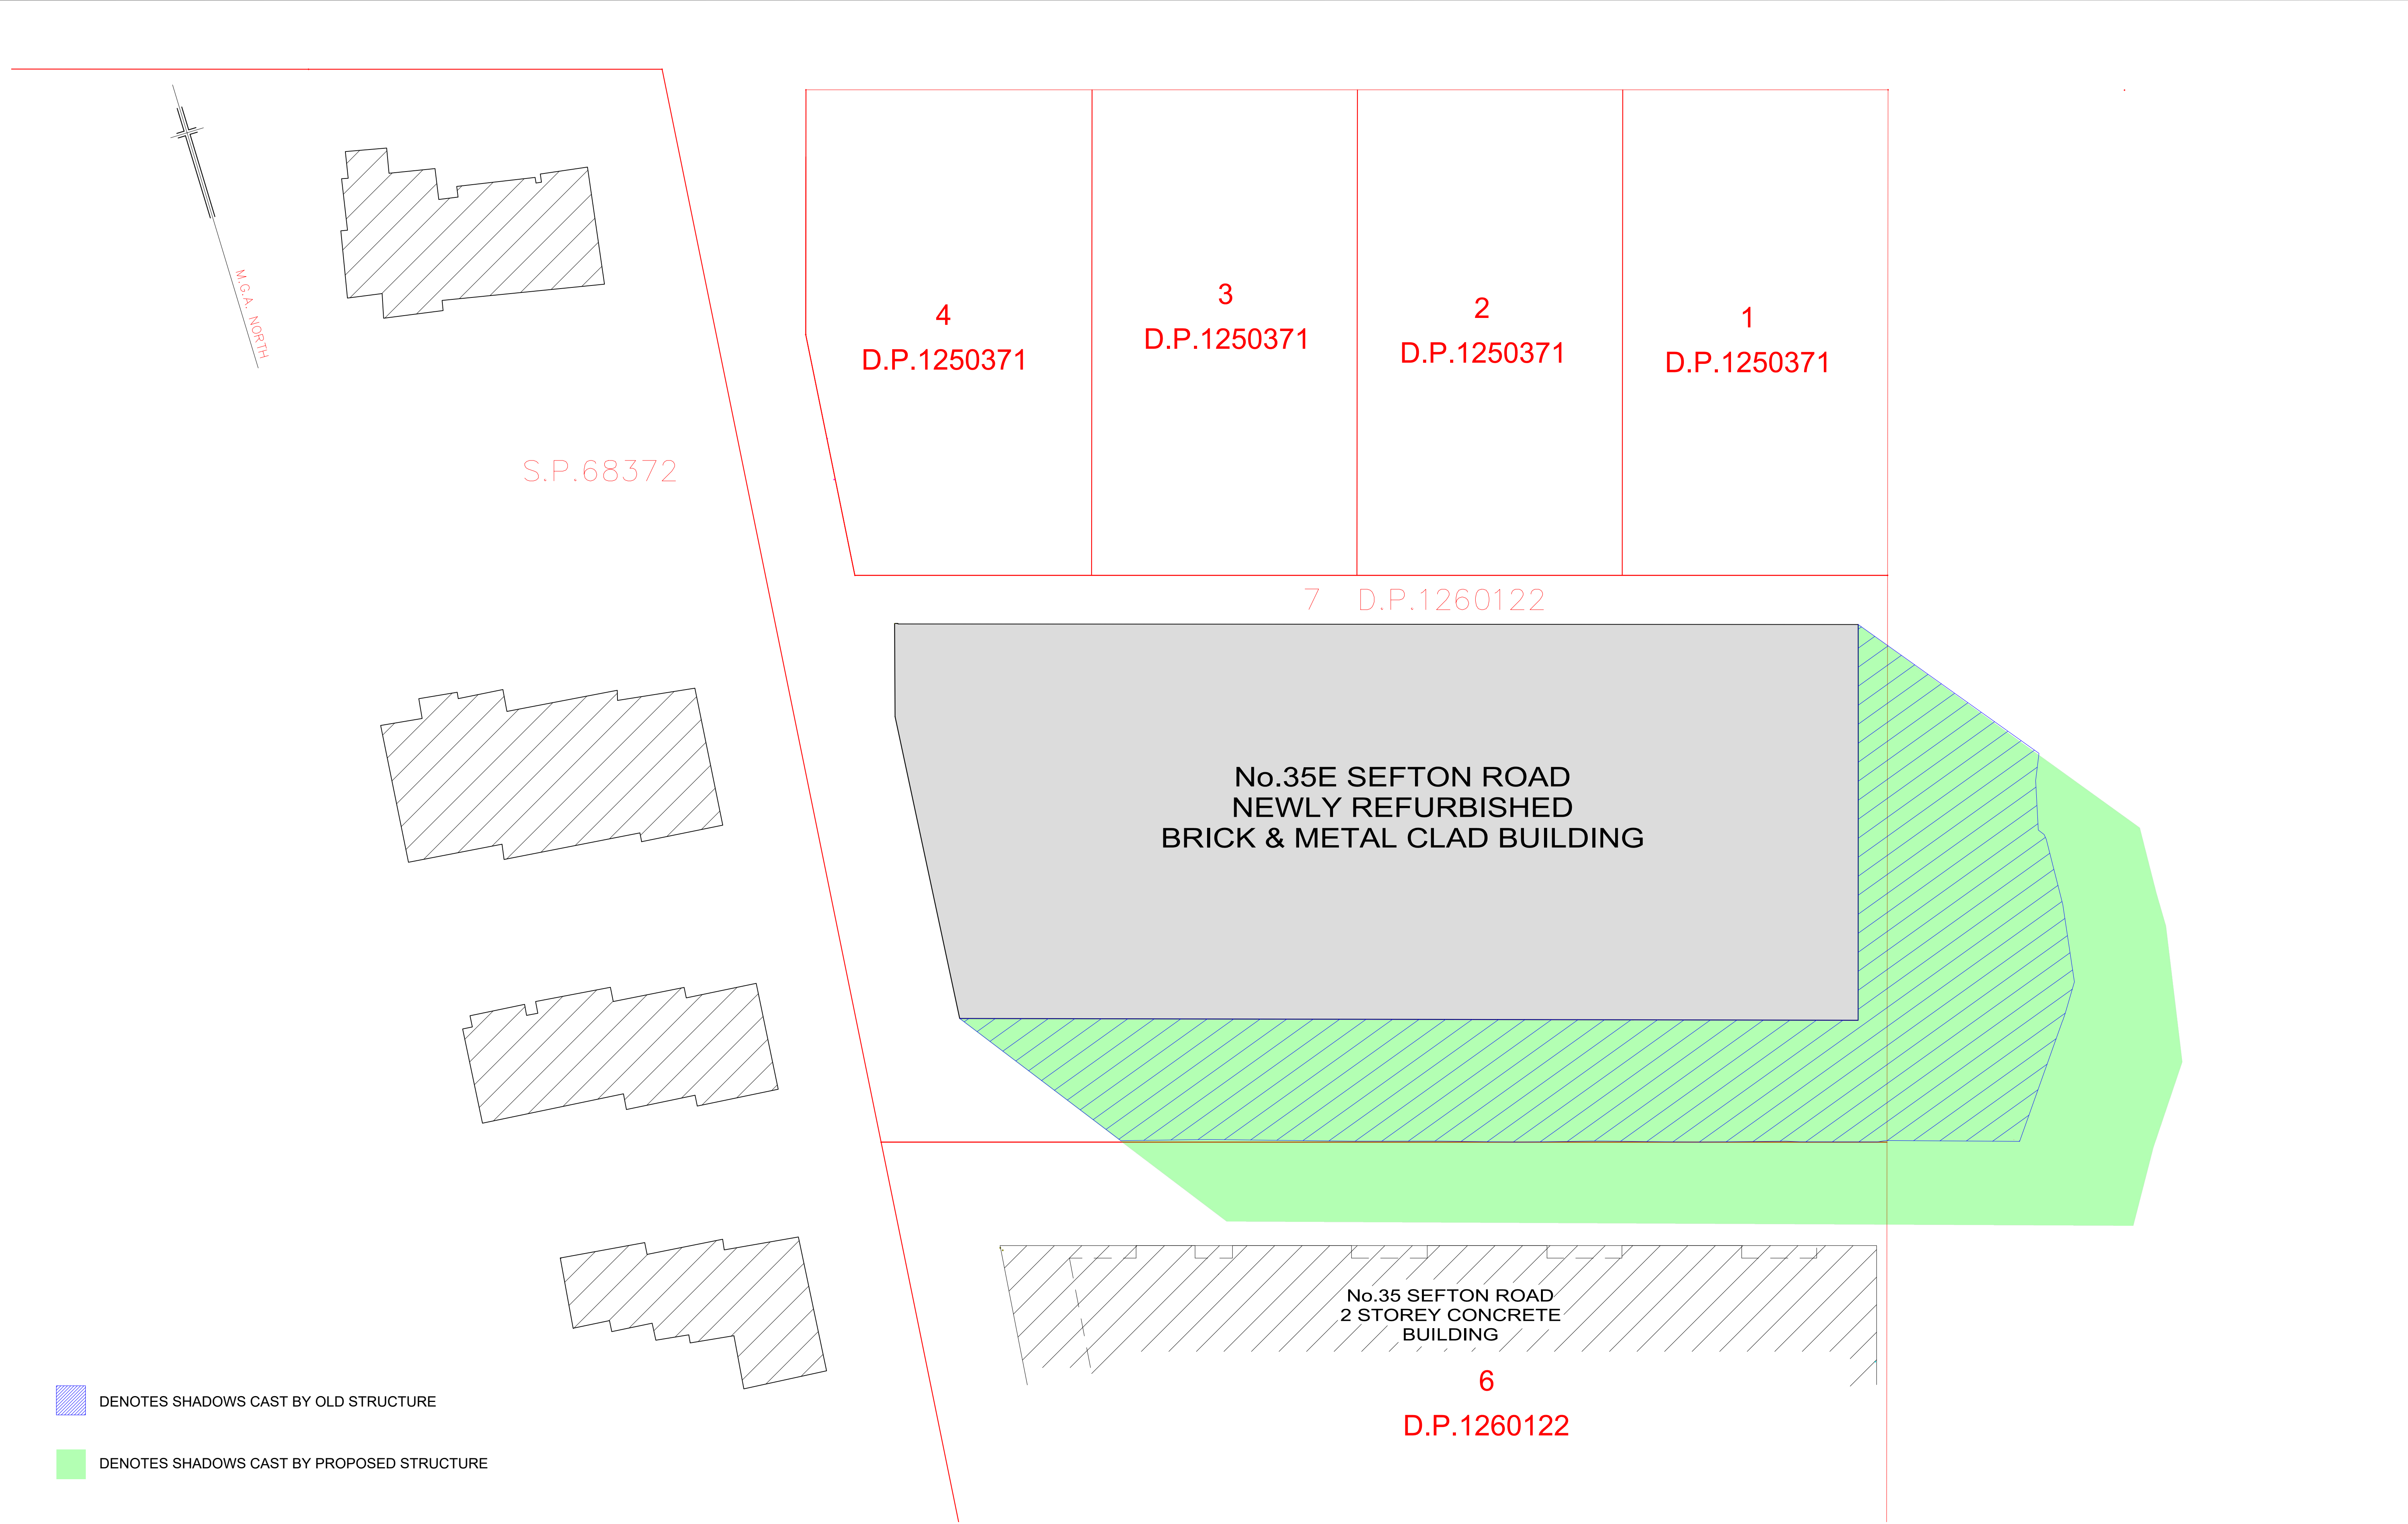 M.G.A. NORTH
4
D.P.1250371
3
D.P.1250371
2
D.P.1250371
1
D.P.1250371
S.P.68372
7 D.P.1260122
No.35E SEFTON ROAD
NEWLY REFURBISHED
BRICK & METAL CLAD BUILDING
No.35 SEFTON ROAD
2 STOREY CONCRETE
BUILDING
6
D.P.1260122
DENOTES SHADOWS CAST BY OLD STRUCTURE
DENOTES SHADOWS CAST BY PROPOSED STRUCTURE